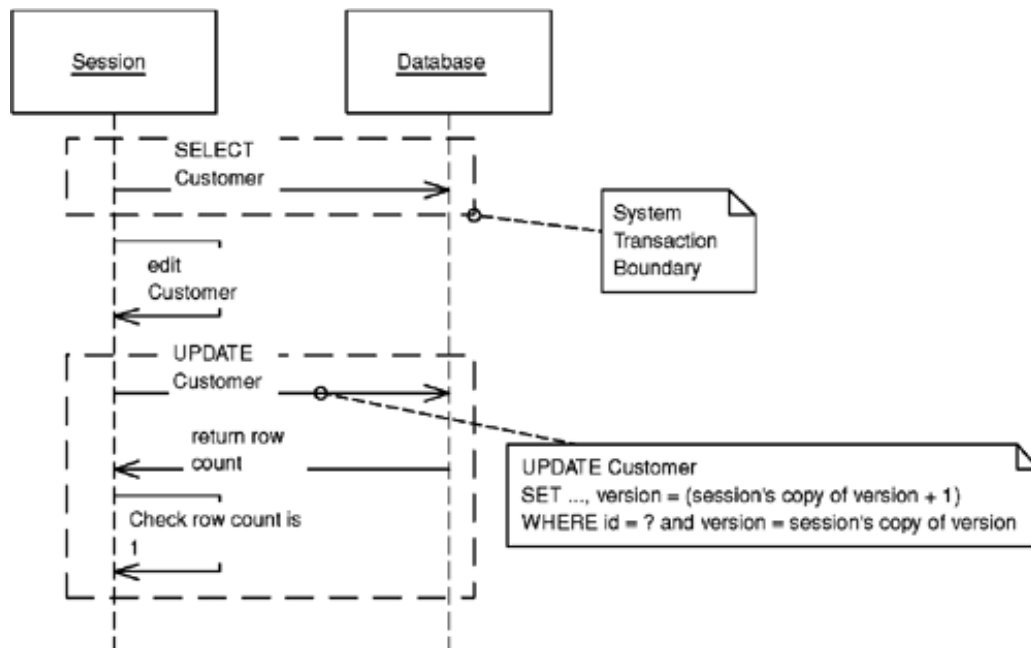 Session
Database
SELECT
Customer
System
Transaction
Boundary
edit
Customer
UPDATE
Customer
return row
count
UPDATE Customer
SET ..., version = (session's copy of version + 1)
WHERE id = ? and version = session's copy of version
Check row count is
1